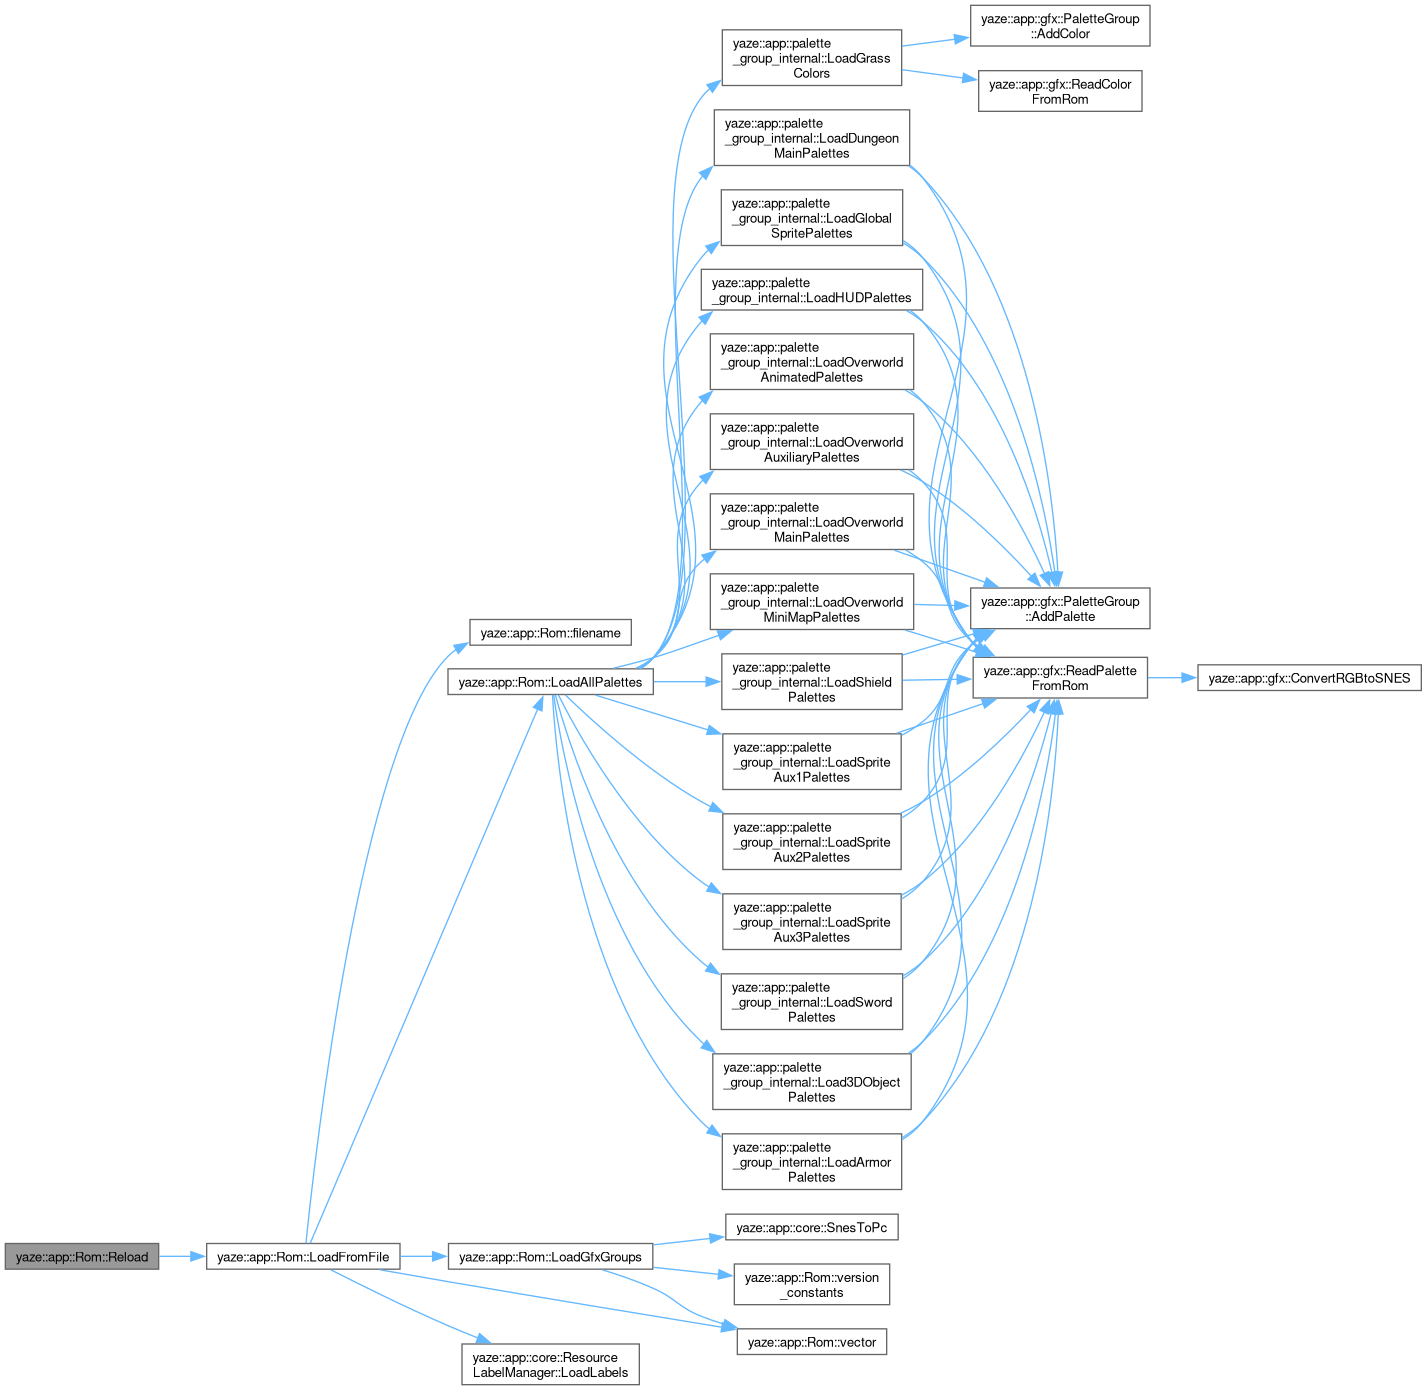 yaze::app::Rom::Reload
yaze::app::Rom::LoadFromFile
yaze::app::Rom::filename
yaze::app::Rom::LoadAllPalettes
yaze::app::Rom::LoadGfxGroups
yaze::app::core::Resource
LabelManager::LoadLabels
yaze::app::palette
_group_internal::LoadGrass
Colors
yaze::app::palette
_group_internal::LoadDungeon
MainPalettes
yaze::app::palette
_group_internal::LoadGlobal
SpritePalettes
yaze::app::palette
_group_internal::LoadHUDPalettes
yaze::app::palette
_group_internal::LoadOverworld
AnimatedPalettes
yaze::app::palette
_group_internal::LoadOverworld
AuxiliaryPalettes
yaze::app::palette
_group_internal::LoadOverworld
MainPalettes
yaze::app::palette
_group_internal::LoadOverworld
MiniMapPalettes
yaze::app::palette
_group_internal::LoadShield
Palettes
yaze::app::palette
_group_internal::LoadSprite
Aux1Palettes
yaze::app::palette
_group_internal::LoadSprite
Aux2Palettes
yaze::app::palette
_group_internal::LoadSprite
Aux3Palettes
yaze::app::palette
_group_internal::LoadSword
Palettes
yaze::app::palette
_group_internal::Load3DObject
Palettes
yaze::app::palette
_group_internal::LoadArmor
Palettes
yaze::app::core::SnesToPc
yaze::app::Rom::version
_constants
yaze::app::Rom::vector
yaze::app::gfx::PaletteGroup
::AddColor
yaze::app::gfx::ReadColor
FromRom
yaze::app::gfx::PaletteGroup
::AddPalette
yaze::app::gfx::ReadPalette
FromRom
yaze::app::gfx::ConvertRGBtoSNES